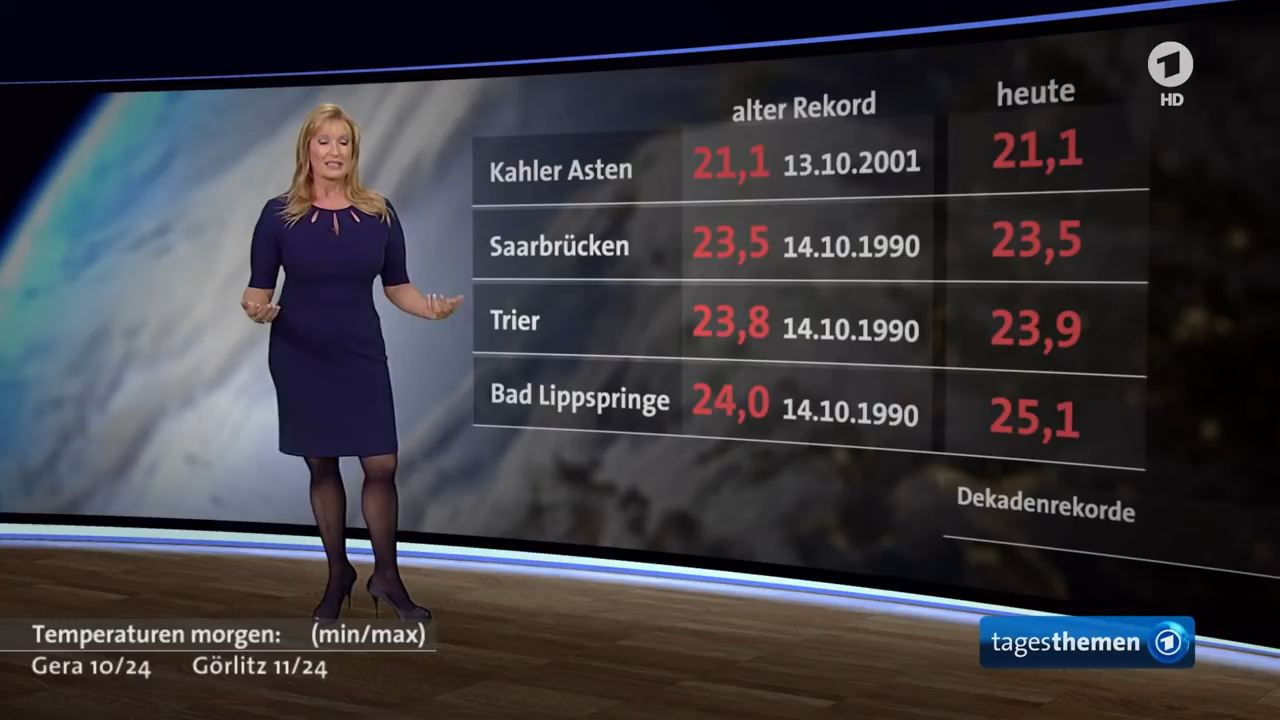 1
HD
alter Rekord heute
Kahler Asten 21,1 13.10.2001 21,1
Saarbrücken 23,5 14.10.1990 23,5
Trier 23,8 14.10.1990 23,9
Bad Lippspringe 24,0 14.10.1990 25,1
Dekadenrekorde
Temperaturen morgen: (min/max)
Gera 10/24 Görlitz 11/24
tagesthemen 1